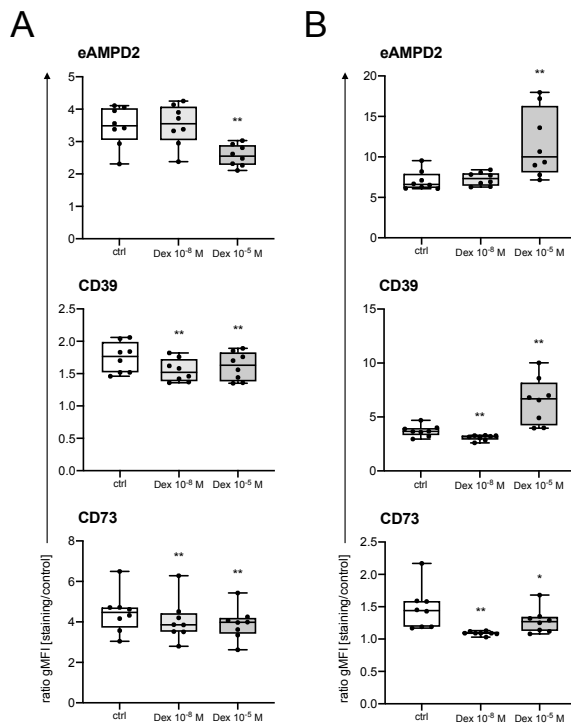 A
eAMPD2
5
4
3
2
1
0
**
ctrl
Dex 10⁻⁸ M
Dex 10⁻⁵ M
CD39
2.5
2.0
1.5
1.0
0.5
0.0
**
**
ctrl
Dex 10⁻⁸ M
Dex 10⁻⁵ M
CD73
8
6
4
2
0
**
**
ctrl
Dex 10⁻⁸ M
Dex 10⁻⁵ M
ratio gMFI [staining/control]
B
eAMPD2
20
15
10
5
0
**
ctrl
Dex 10⁻⁸ M
Dex 10⁻⁵ M
CD39
15
10
5
0
**
**
ctrl
Dex 10⁻⁸ M
Dex 10⁻⁵ M
CD73
2.5
2.0
1.5
1.0
0.5
0.0
**
*
ctrl
Dex 10⁻⁸ M
Dex 10⁻⁵ M
ratio gMFI [staining/control]